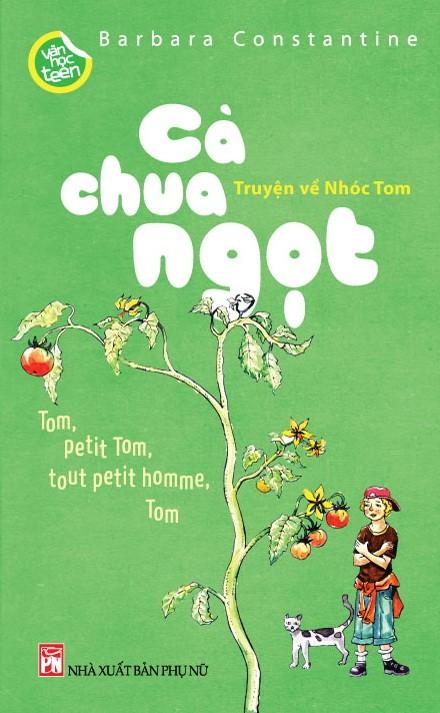 Barbara Constantine
văn học
teen
Cà
chua
Truyện về Nhóc Tom
ngọt
Tom,
petit Tom,
tout petit homme,
Tom
PN
NHÀ XUẤT BẢN PHỤ NỮ